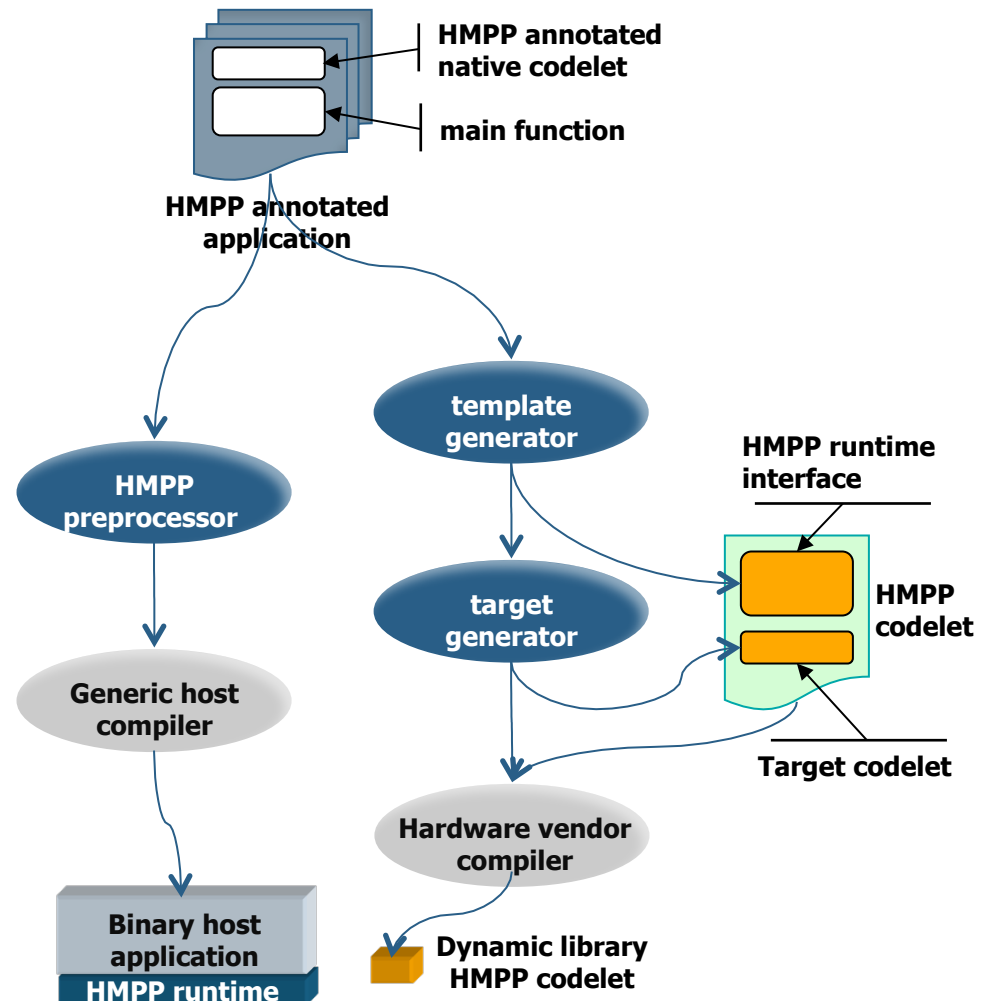 HMPP annotated
native codelet
main function
HMPP annotated
application
template
generator
HMPP runtime
interface
HMPP
preprocessor
HMPP
codelet
target
generator
Generic host
compiler
Target codelet
Hardware vendor
compiler
Binary host
application
HMPP runtime
Dynamic library
HMPP codelet